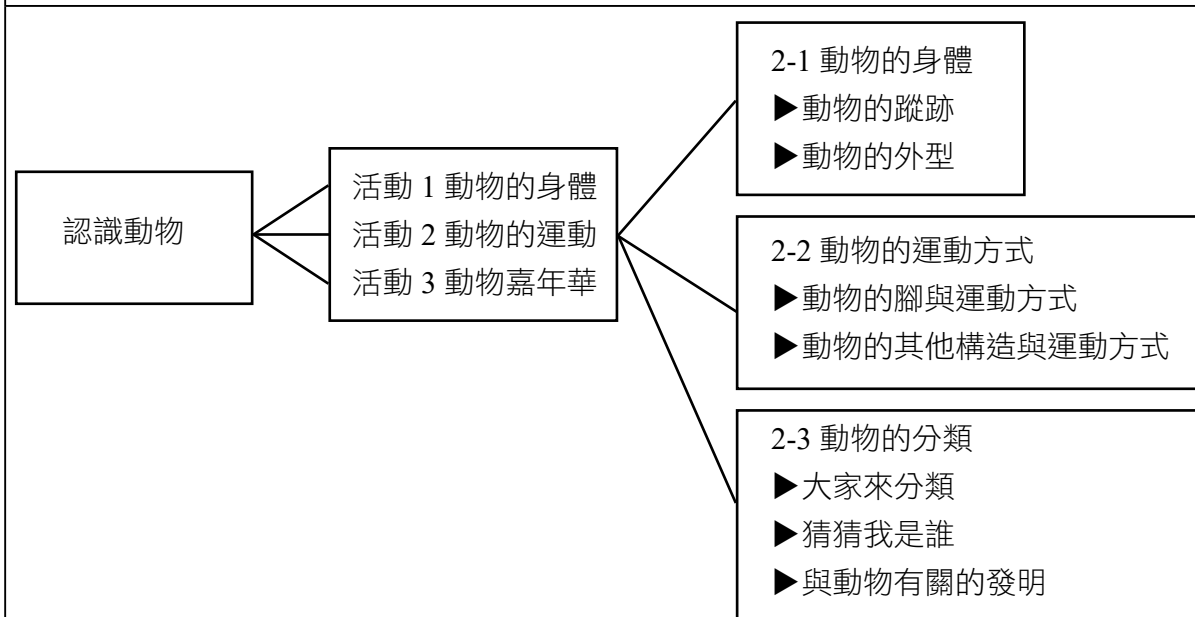 認識動物
活動 1 動物的身體
活動 2 動物的運動
活動 3 動物嘉年華
2-1 動物的身體
▶動物的蹤跡
▶動物的外型
2-2 動物的運動方式
▶動物的腳與運動方式
▶動物的其他構造與運動方式
2-3 動物的分類
▶大家來分類
▶猜猜我是誰
▶與動物有關的發明